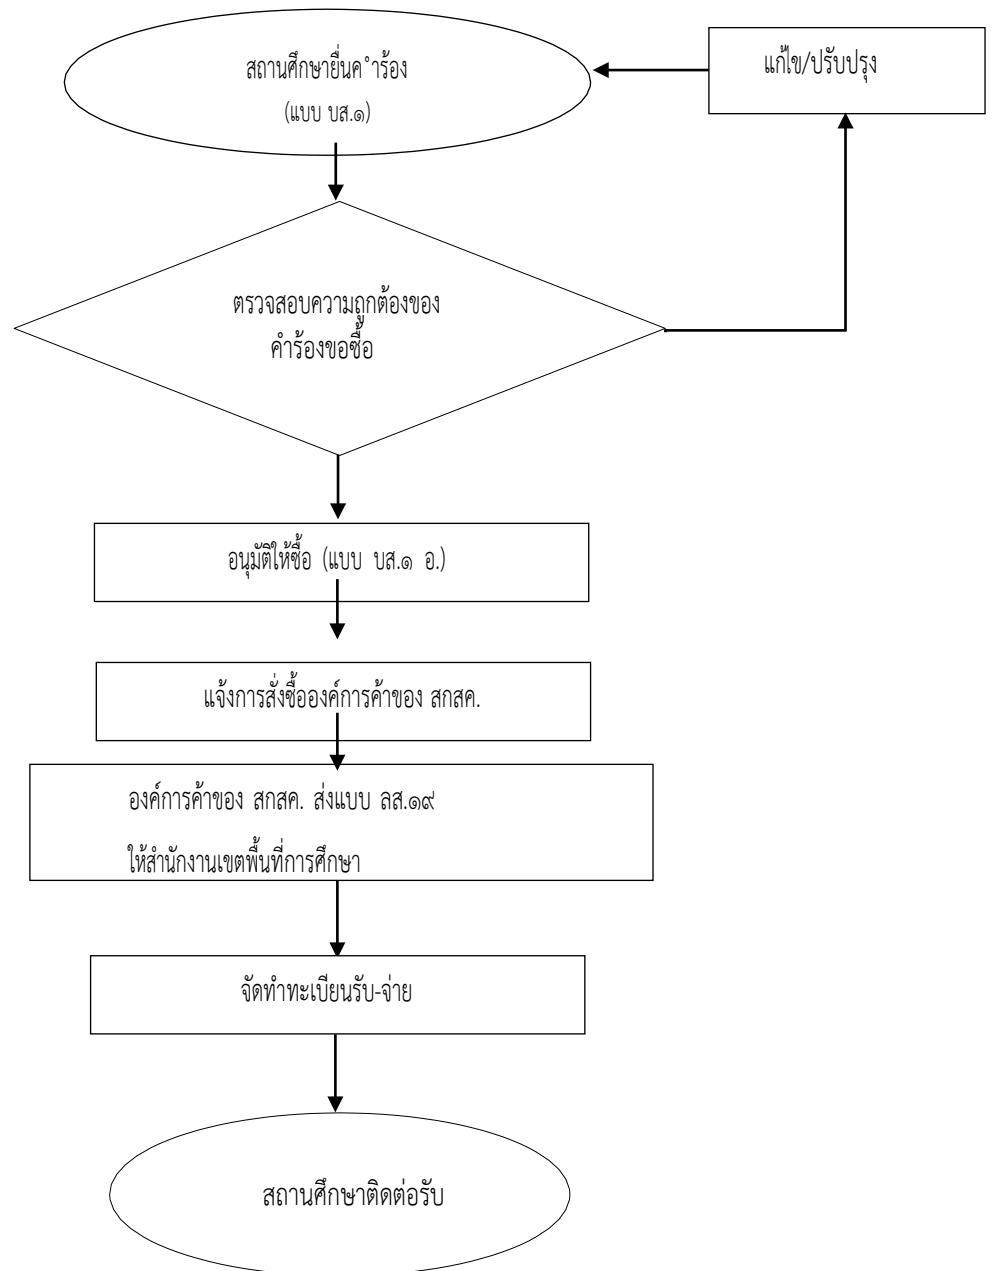 สถานศึกษายื่นค ำร้อง
(แบบ บส.๑)
แก้ไข/ปรับปรุง
ตรวจสอบความถูกต้องของ
คำร้องขอซื้อ
อนุมัติให้ซื้อ (แบบ บส.๑ อ.)
แจ้งการสั่งซื้อองค์การค้าของ สกสค.
องค์การค้าของ สกสค. ส่งแบบ ลส.๑๙
ให้สำนักงานเขตพื้นที่การศึกษา
จัดทำทะเบียนรับ-จ่าย
สถานศึกษาติดต่อรับ